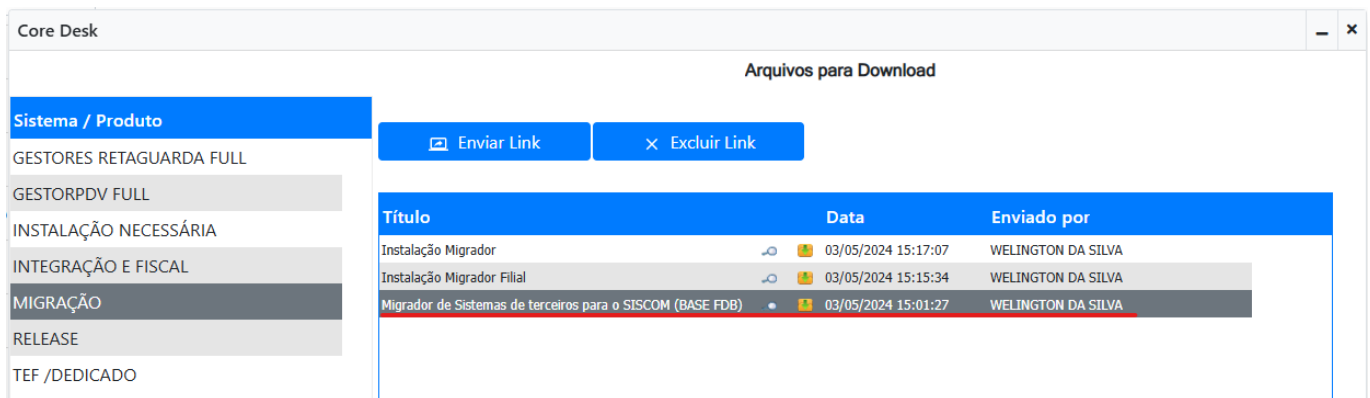 Core Desk
Arquivos para Download
Sistema / Produto
GESTORES RETAGUARDA FULL
GESTORPDV FULL
INSTALAÇÃO NECESSÁRIA
INTEGRAÇÃO E FISCAL
MIGRAÇÃO
RELEASE
TEF /DEDICADO
Enviar Link Excluir Link
Título Data Enviado por
Instalação Migrador 03/05/2024 15:17:07 WELINGTON DA SILVA
Instalação Migrador Filial 03/05/2024 15:15:34 WELINGTON DA SILVA
Migrador de Sistemas de terceiros para o SISCOM (BASE FDB) 03/05/2024 15:01:27 WELINGTON DA SILVA